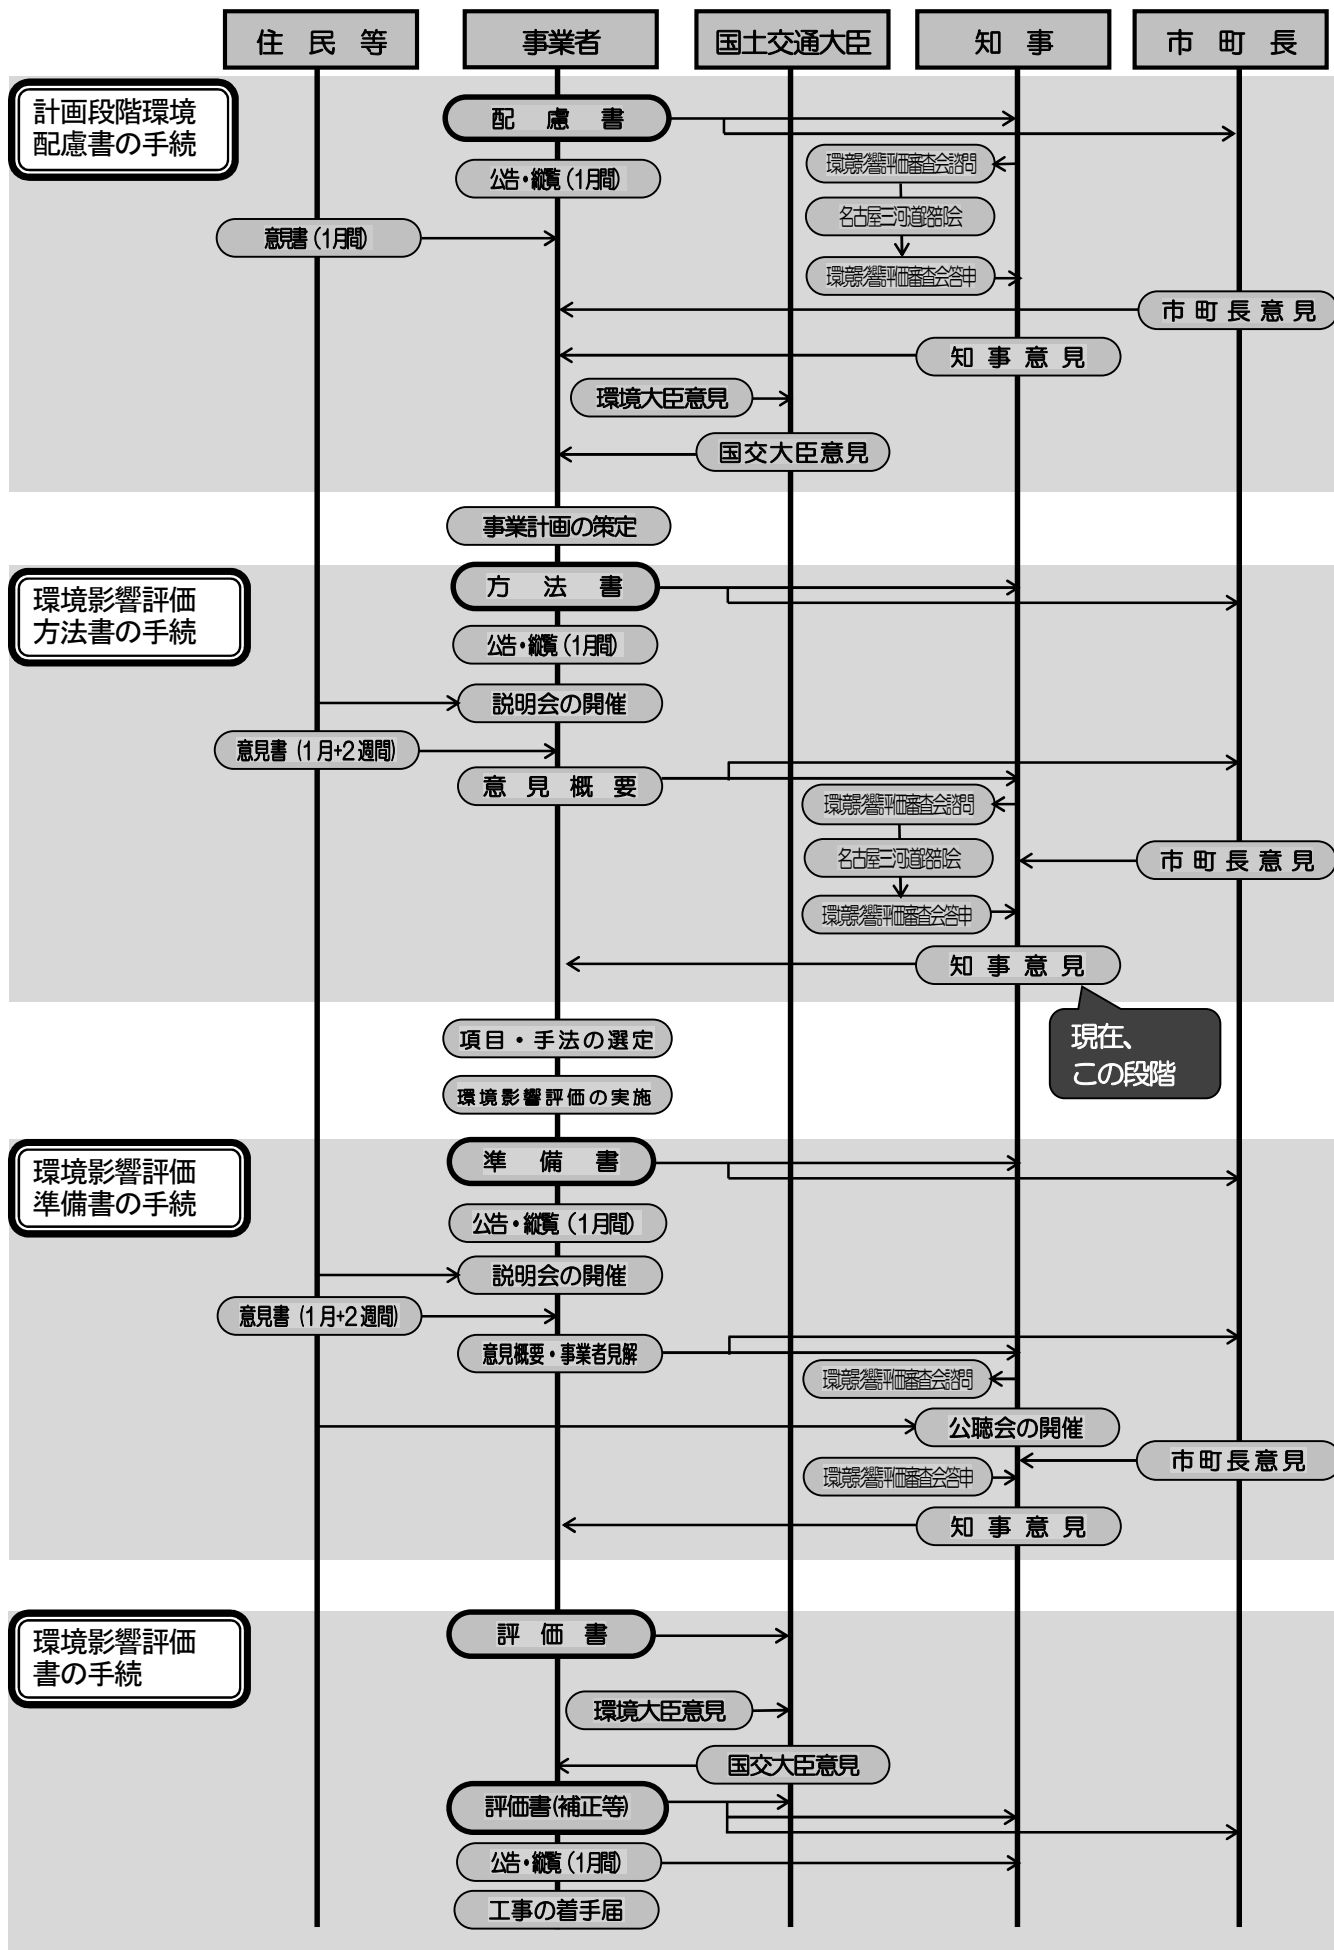 住 民 等
事業者
国土交通大臣
知 事
市 町 長
計画段階環境
配慮書の手続
配 慮 書
環境影響評価審査会諮問
公告・縦覧(1月間)
名古屋三河道路部会
意見書(1月間)
環境影響評価審査会答申
市町長意見
知 事 意 見
環境大臣意見
国交大臣意見
事業計画の策定
環境影響評価
方法書の手続
方 法 書
公告・縦覧(1月間)
説明会の開催
意見書(1月+2週間)
意 見 概 要
環境影響評価審査会諮問
名古屋三河道路部会
市町長意見
環境影響評価審査会答申
知 事 意 見
現在、
この段階
項目・手法の選定
環境影響評価の実施
環境影響評価
準備書の手続
準 備 書
公告・縦覧(1月間)
説明会の開催
意見書(1月+2週間)
意見概要・事業者見解
環境影響評価審査会諮問
公聴会の開催
市町長意見
環境影響評価審査会答申
知 事 意 見
環境影響評価
書の手続
評 価 書
環境大臣意見
国交大臣意見
評価書(補正等)
公告・縦覧(1月間)
工事の着手届